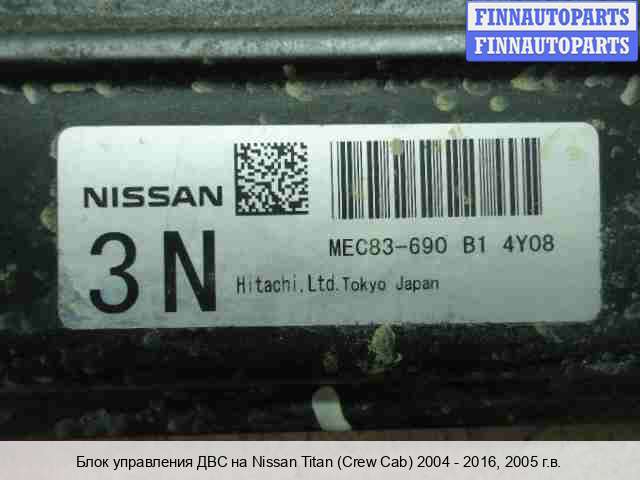 FINNAUTOPARTS
FINNAUTOPARTS
NISSAN
3N
MEC83-690 B1 4Y08
Hitachi,Ltd.Tokyo Japan
Блок управления ДВС на Nissan Titan (Crew Cab) 2004 - 2016, 2005 г.в.